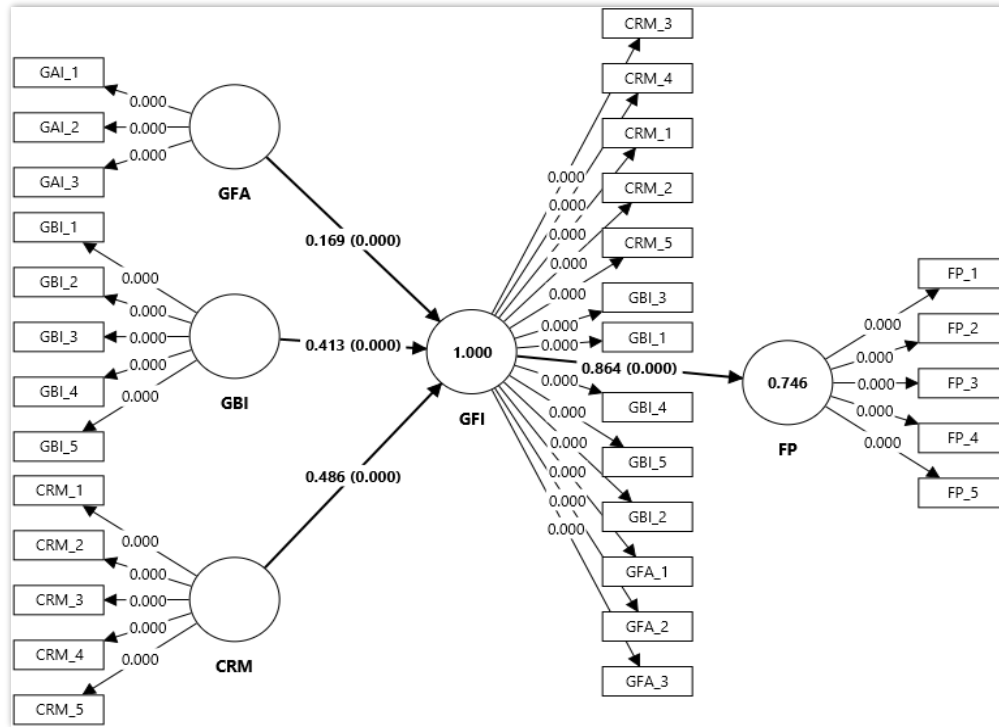 GAI_1
0.000
GAI_2
0.000
GAI_3
0.000
GFA
GBI_1
0.000
GBI_2
0.000
GBI_3
0.000
GBI_4
0.000
GBI_5
0.000
GBI
CRM_1
0.000
CRM_2
0.000
CRM_3
0.000
CRM_4
0.000
CRM_5
0.000
CRM
0.169 (0.000)
0.413 (0.000)
0.486 (0.000)
1.000
GFI
CRM_3
0.000
CRM_4
0.000
CRM_1
0.000
CRM_2
0.000
CRM_5
0.000
GBI_3
0.000
GBI_1
0.000
0.864 (0.000)
GBI_4
0.000
GBI_5
0.000
GBI_2
0.000
GFA_1
0.000
GFA_2
0.000
GFA_3
0.000
0.746
FP
FP_1
0.000
FP_2
0.000
FP_3
0.000
FP_4
0.000
FP_5
0.000